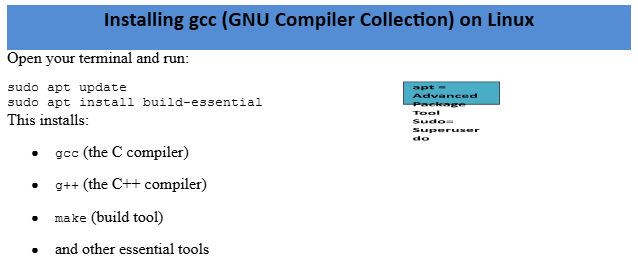 Installing gcc (GNU Compiler Collection) on Linux
Open your terminal and run:
sudo apt update
sudo apt install build-essential
apt =
Advanced
Package
Tool
Sudo=
Superuser
do
This installs:
• gcc (the C compiler)
• g++ (the C++ compiler)
• make (build tool)
• and other essential tools